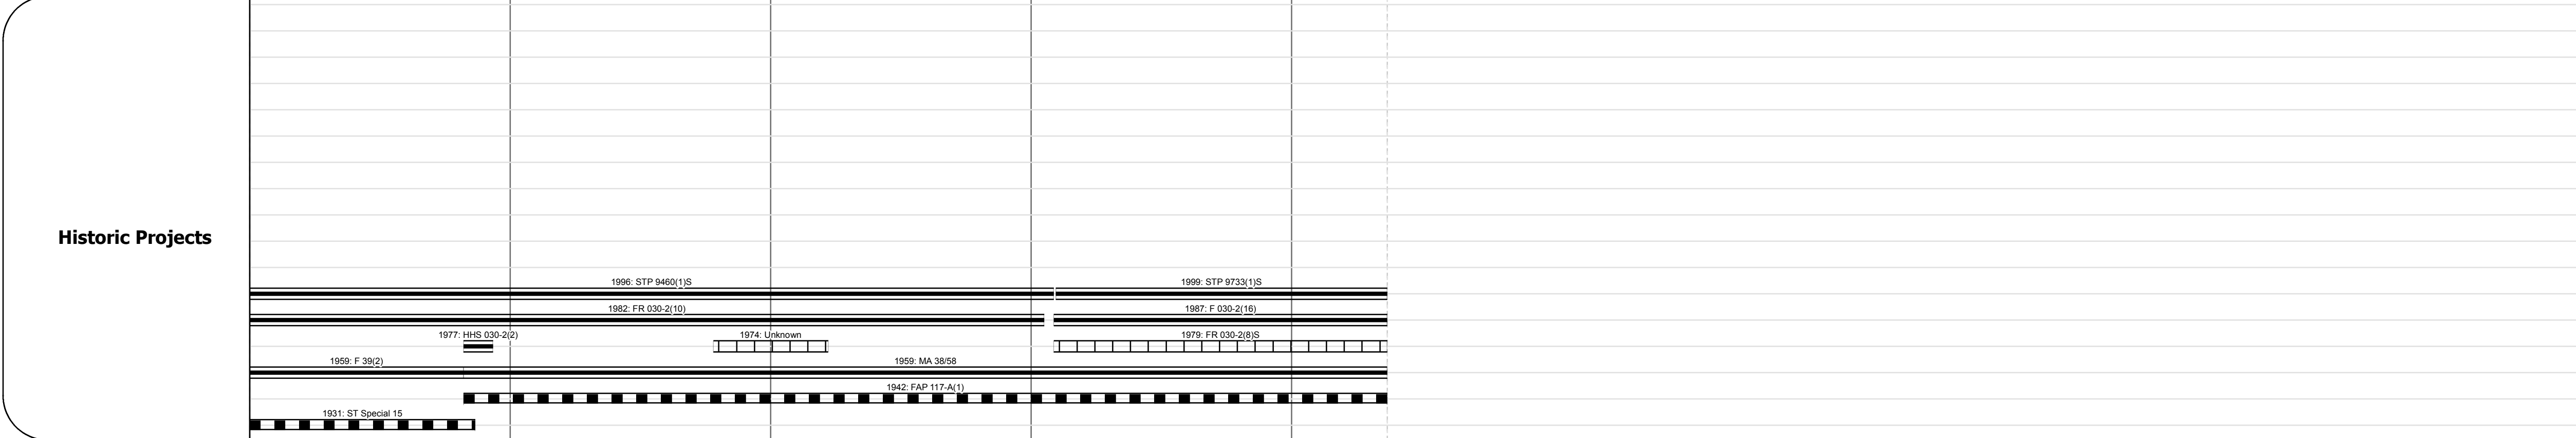 Historic Projects
1996: STP 9460(1)S
1999: STP 9733(1)S
1982: FR 030-2(10)
1987: F 030-2(16)
1977: HHS 030-2(2)
1974: Unknown
1979: FR 030-2(8)S
1959: F 39(2)
1959: MA 38/58
1942: FAP 117-A(1)
1931: ST Special 15